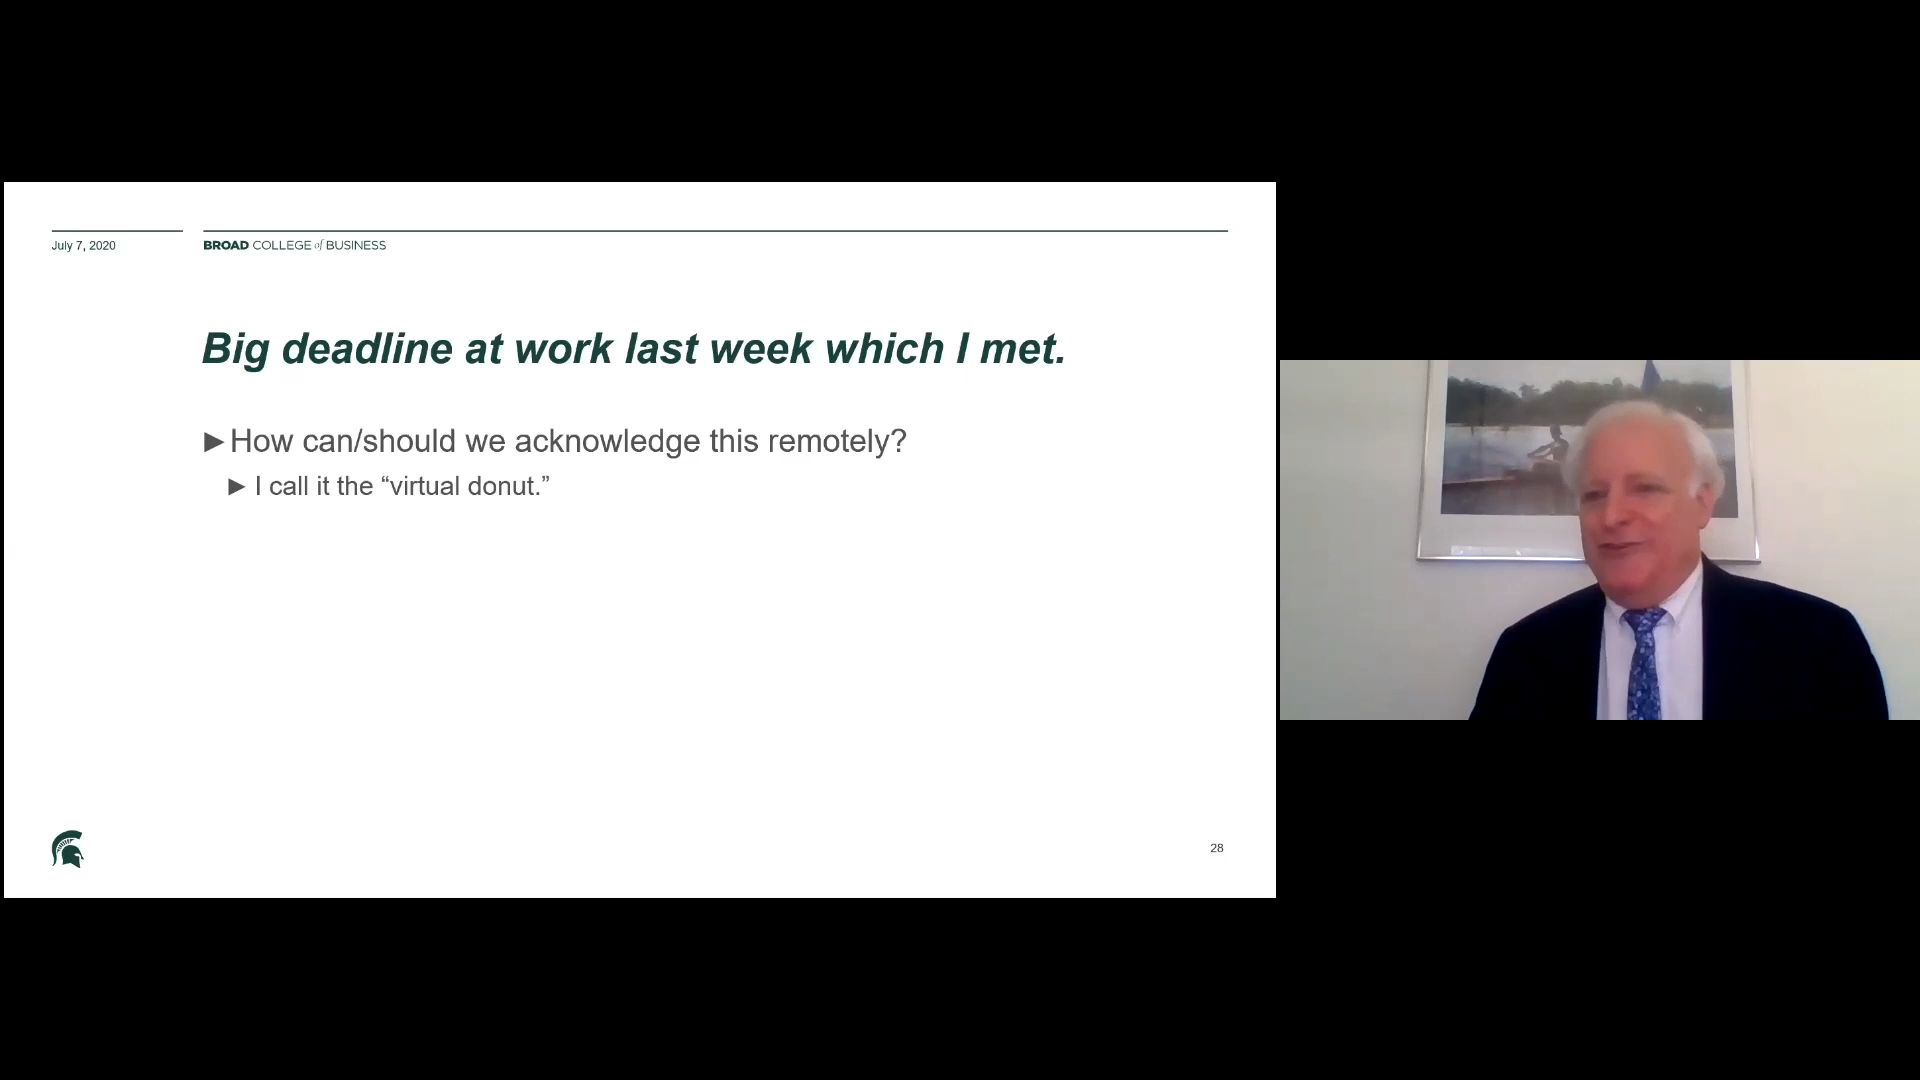 July 7, 2020
BROAD COLLEGE of BUSINESS
Big deadline at work last week which I met.
►How can/should we acknowledge this remotely?
► I call it the “virtual donut.”
28